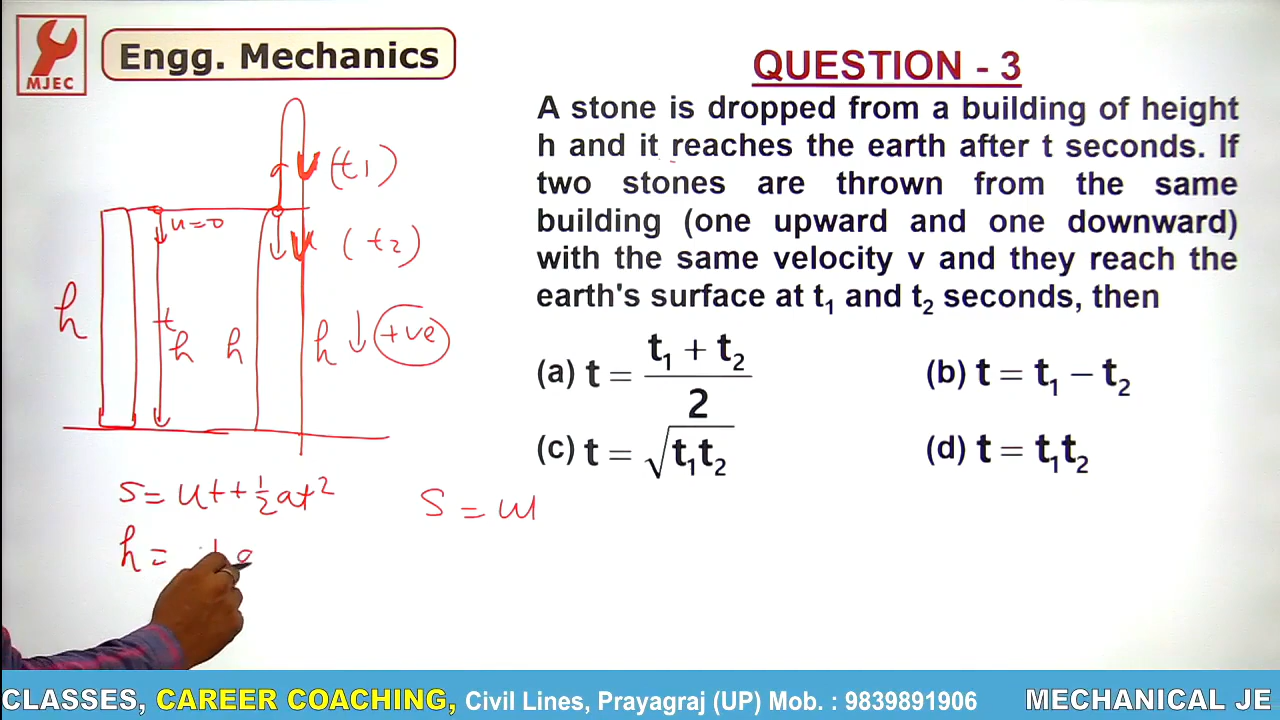 MJEC
Engg. Mechanics
QUESTION - 3
A stone is dropped from a building of height
h and it reaches the earth after t seconds. If
two stones are thrown from the same
building (one upward and one downward)
with the same velocity v and they reach the
earth's surface at t₁ and t₂ seconds, then
(a) t = (t₁ + t₂)/2
(b) t = t₁ − t₂
(c) t = √t₁t₂
(d) t = t₁t₂
(t1)
u=0
(t2)
h
t
h
h
h ↓ +ve
S = ut + ½at²
S = u
h =
CLASSES, CAREER COACHING, Civil Lines, Prayagraj (UP) Mob. : 9839891906 MECHANICAL JE